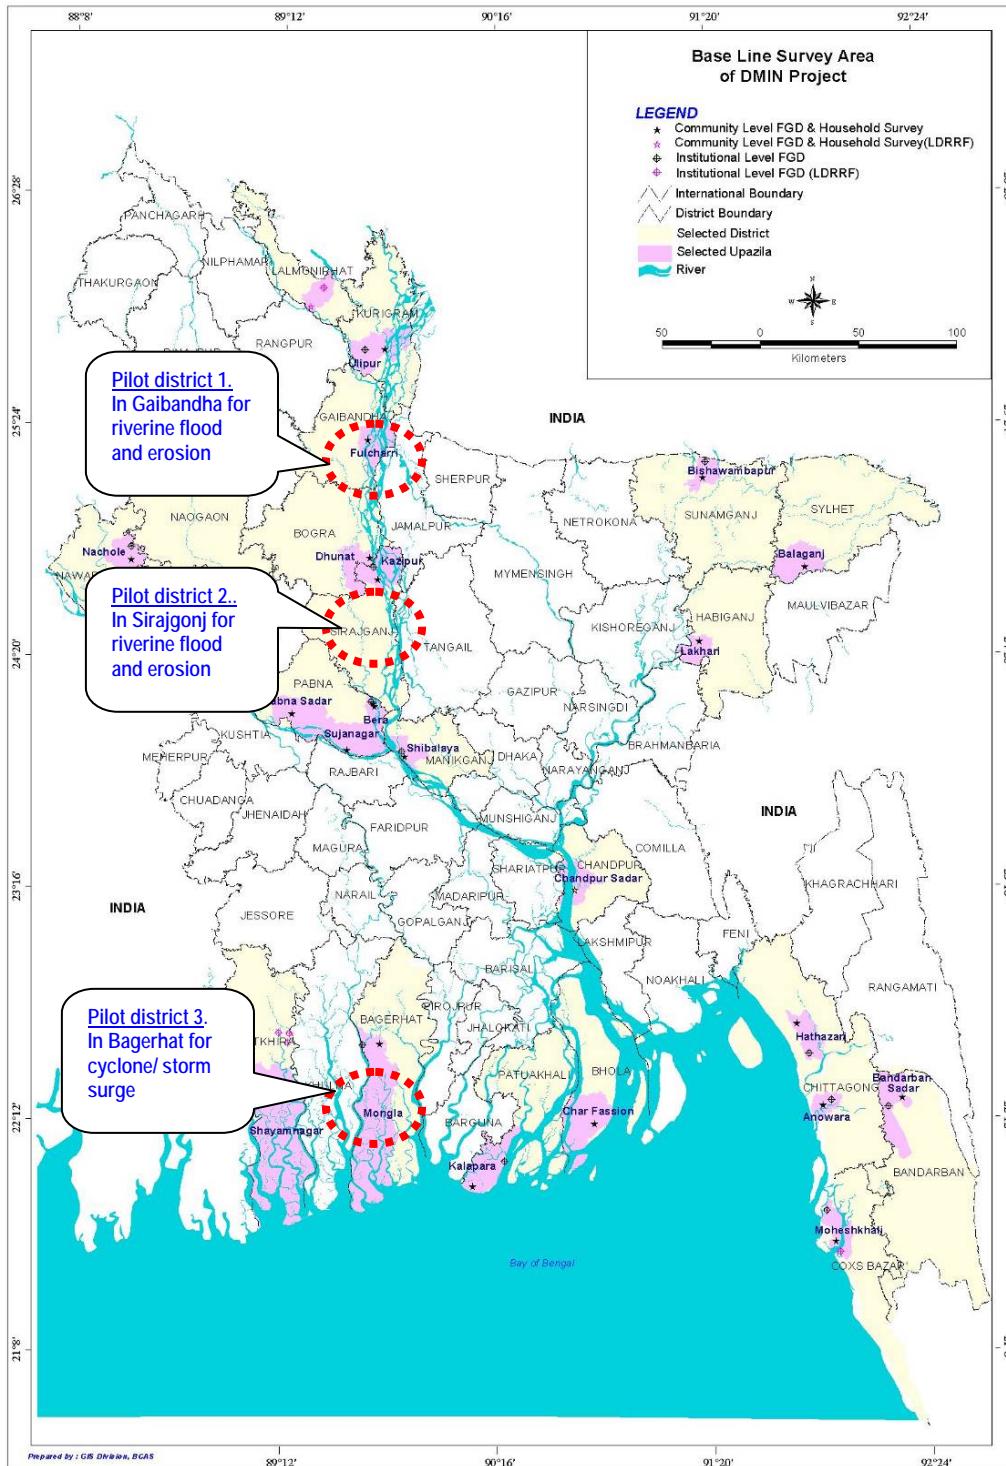 88°8'
89°12'
90°16'
91°20'
92°24'
Base Line Survey Area
of DMIN Project
LEGEND
Community Level FGD & Household Survey
Community Level FGD & Household Survey(LDRRF)
Institutional Level FGD
Institutional Level FGD (LDRRF)
International Boundary
District Boundary
Selected District
Selected Upazila
River
N
W
E
S
50
0
50
100
Kilometers
26°28'
PANCHAGARH
THAKURGAON
NILPHAMARI
LALMONIRHAT
KURIGRAM
RANGPUR
Ulipur
Pilot district 1.
In Gaibandha for
riverine flood
and erosion
GAIBANDHA
Fulcharri
25°24'
INDIA
SHERPUR
JAMALPUR
NETROKONA
Bishawambapur
SUNAMGANJ
SYLHET
Balaganj
MAULVIBAZAR
NAOGAON
BOGRA
Nachole
Dhunat
Kazipur
MYMENSINGH
KISHOREGANJ
HABIGANJ
Lakhari
Pilot district 2..
In Sirajgonj for
riverine flood
and erosion
SIRAJGANJ
TANGAIL
24°20'
PABNA
Bera
Sujanagar
GAZIPUR
NARSINGDI
BRAHMANBARIA
KUSHTIA
MEHERPUR
RAJBARI
Shibalaya
MANIKGANJ
DHAKA
NARAYANGANJ
CHUADANGA
JHENAIDAH
FARIDPUR
MUNSHIGANJ
INDIA
MAGURA
COMILLA
SHARIATPUR
CHANDPUR
Chandpur Sadar
KHAGRACHHARI
23°16'
INDIA
NARAIL
MADARIPUR
JESSORE
GOPALGANJ
LAKSHMIPUR
FENI
NOAKHALI
BARISAL
RANGAMATI
Pilot district 3.
In Bagerhat for
cyclone/ storm
surge
BAGERHAT
PIROJPUR
JHALOKATI
PATUAKHALI
BHOLA
Hathazari
CHITTAGONG
Bandarban
Sadar
Anowara
22°12'
Mongla
Shayamnagar
BARGUNA
Char Fassion
Kalapara
BANDARBAN
Moheshkhali
COXS BAZAR
Bay of Bengal
21°8'
Prepared by : GIS Division, BCAS
89°12'
90°16'
91°20'
92°24'